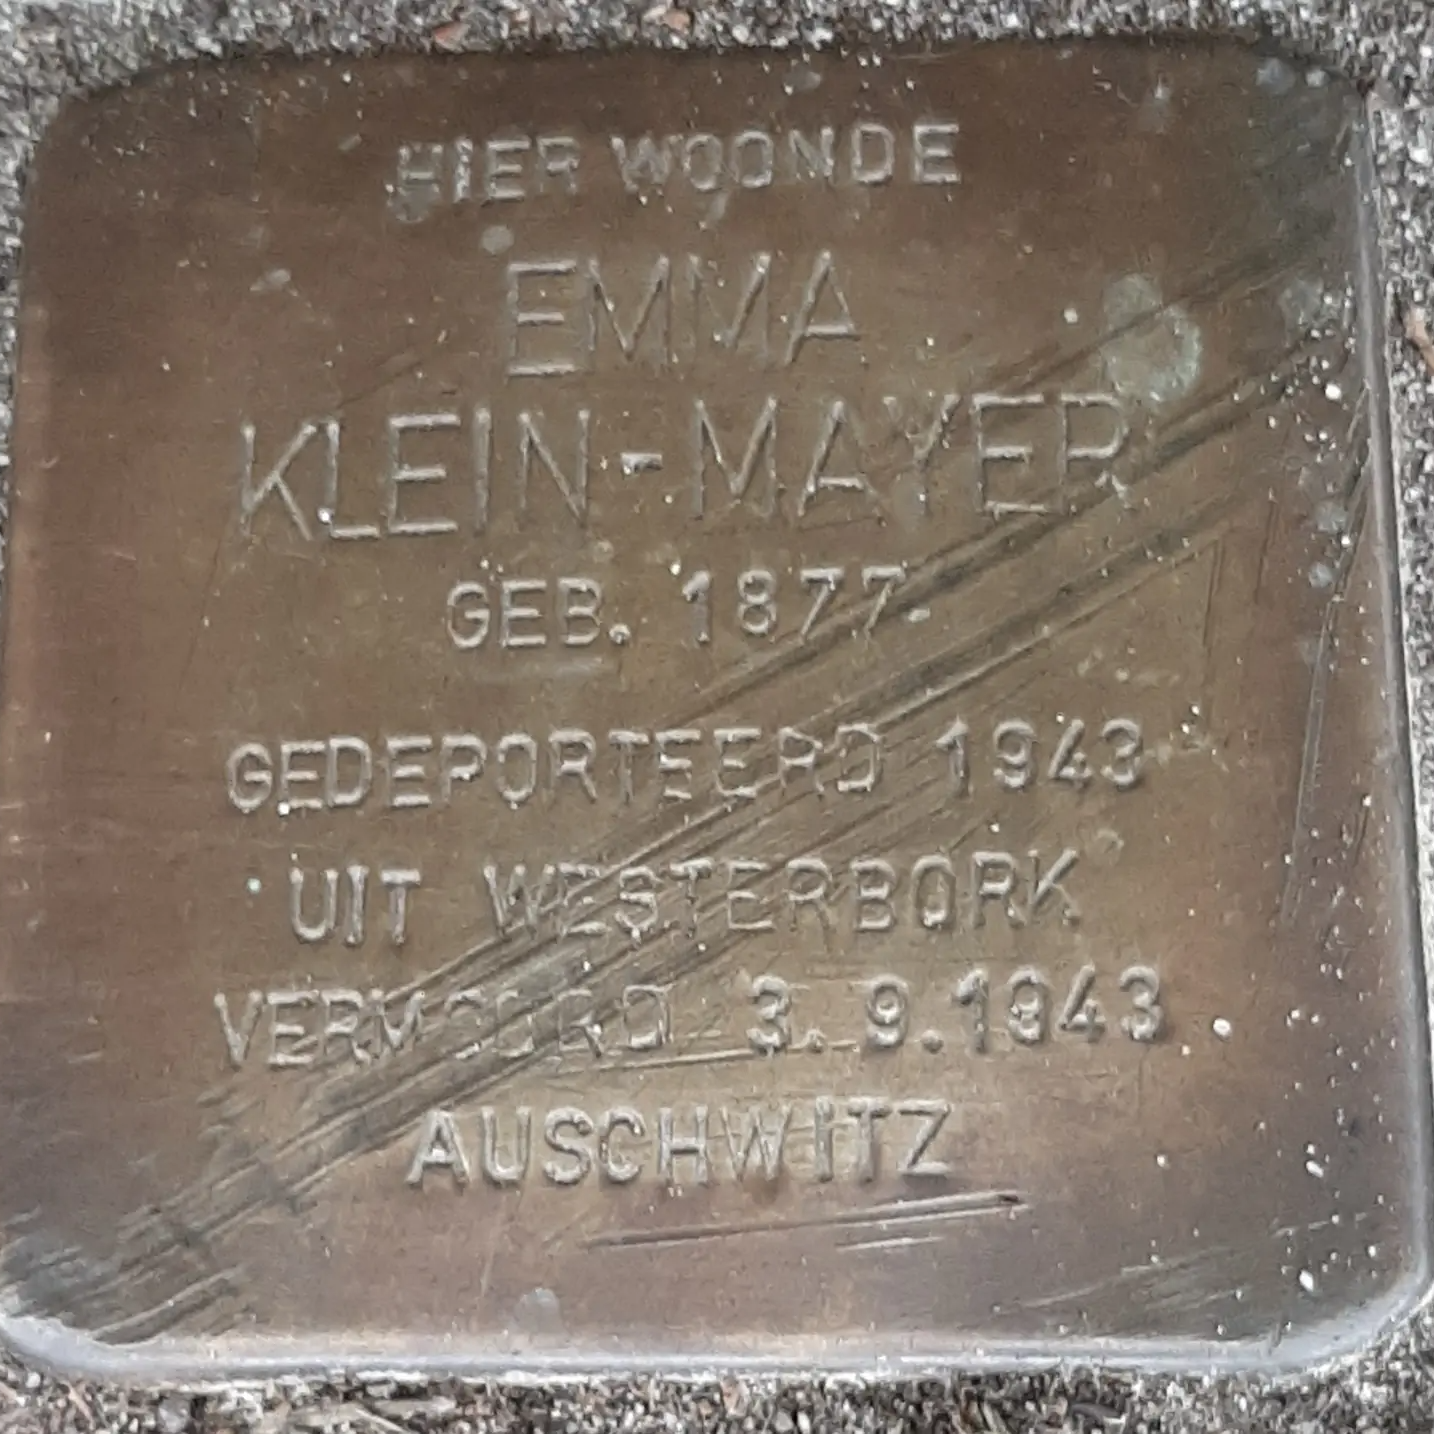 HIER WOONDE
EMMA
KLEIN-MAYER
GEB. 1877
GEDEPORTEERD 1943
UIT WESTERBORK
VERMOORD 3.9.1943
AUSCHWITZ